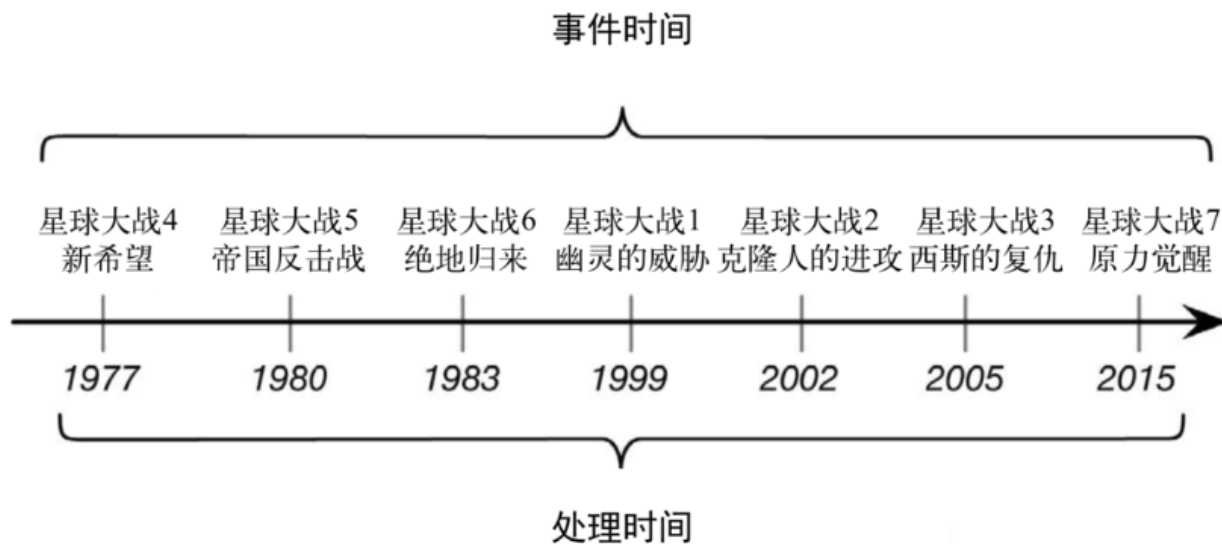 事件时间
星球大战4 星球大战5 星球大战6 星球大战1 星球大战2 星球大战3 星球大战7
新希望 帝国反击战 绝地归来 幽灵的威胁 克隆人的进攻 西斯的复仇 原力觉醒
1977 1980 1983 1999 2002 2005 2015
处理时间